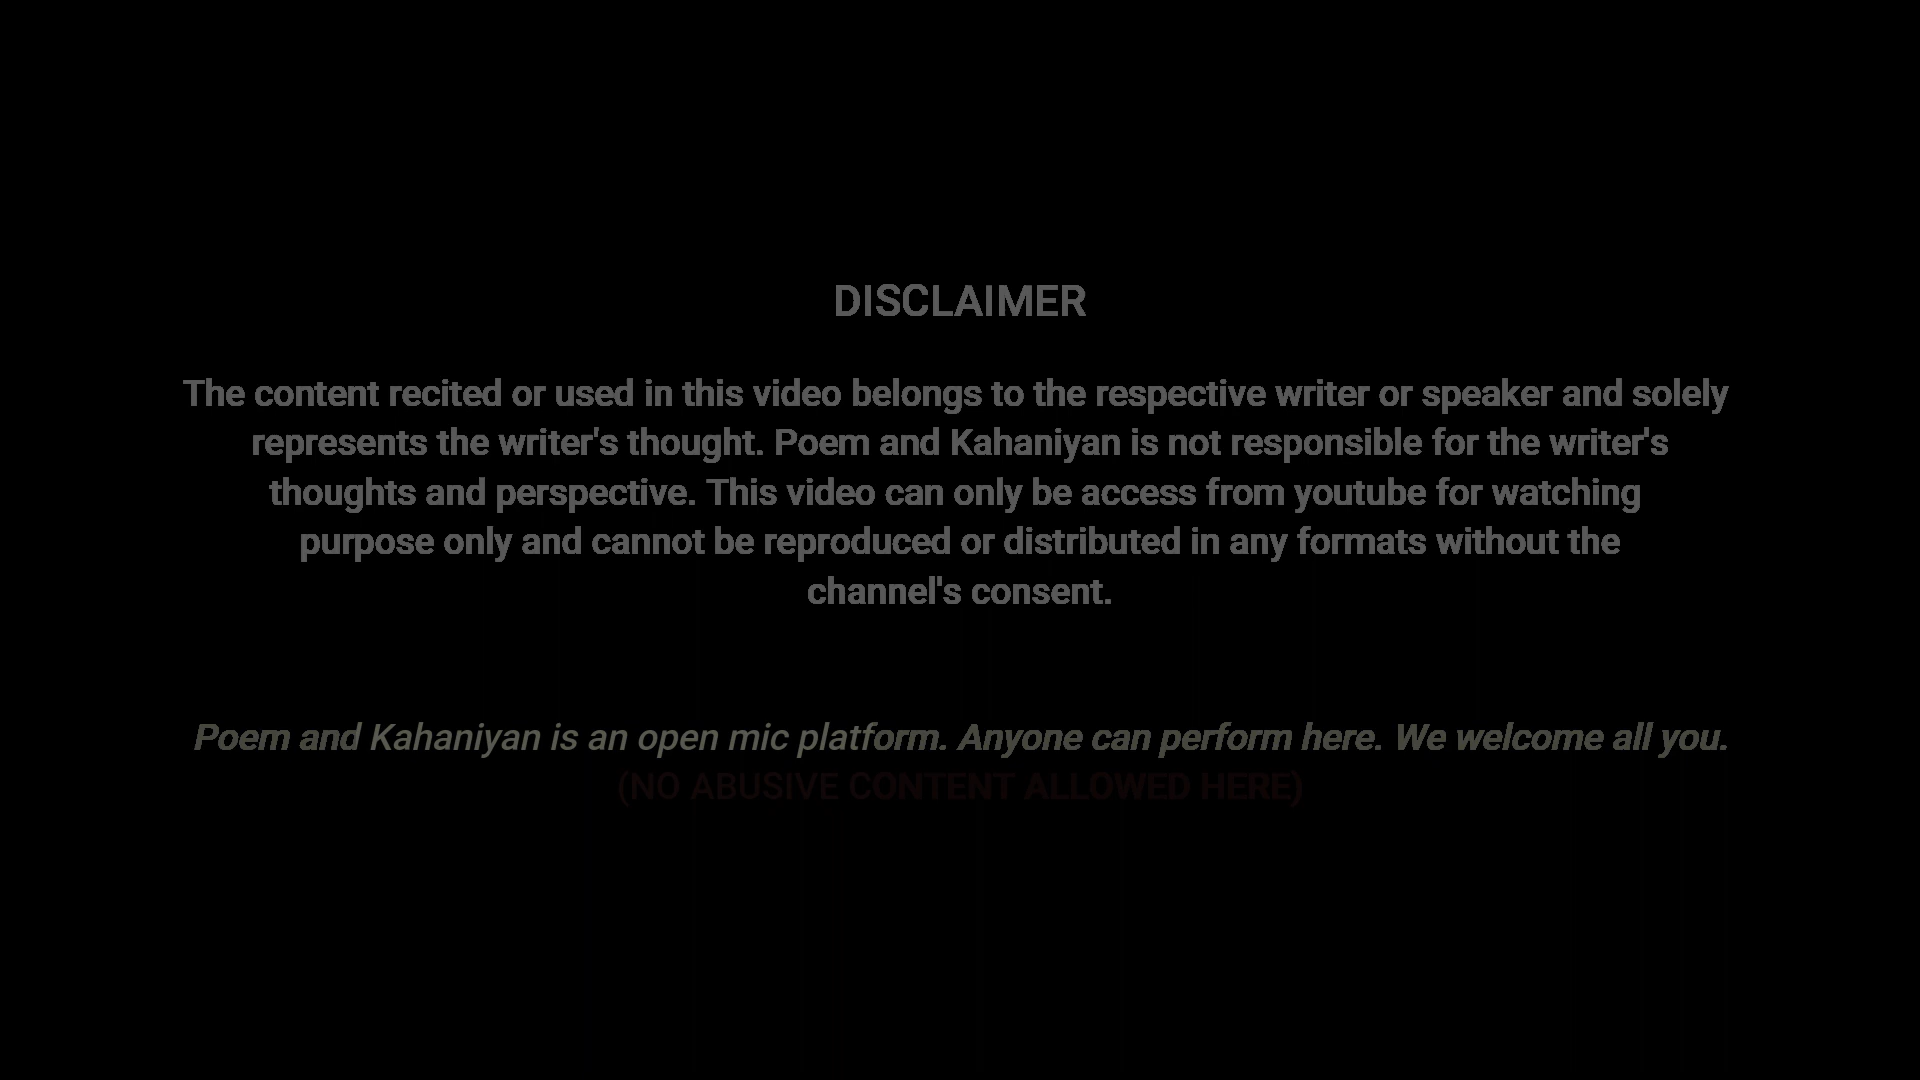 DISCLAIMER
The content recited or used in this video belongs to the respective writer or speaker and solely
represents the writer's thought. Poem and Kahaniyan is not responsible for the writer's
thoughts and perspective. This video can only be access from youtube for watching
purpose only and cannot be reproduced or distributed in any formats without the
channel's consent.
Poem and Kahaniyan is an open mic platform. Anyone can perform here. We welcome all you.
(NO ABUSIVE CONTENT ALLOWED HERE)